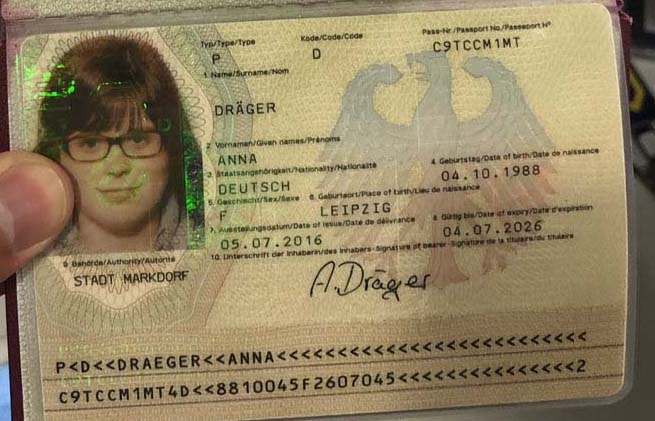 Typ/Type/Type
Kode/Code/Code
Pass-Nr./Passport No./Passeport N°
P
D
C9TCCM1MT
1. Name/Surname/Nom
DRÄGER
2. Vornamen/Given names/Prénoms
ANNA
3. Staatsangehörigkeit/Nationality/Nationalité
4. Geburtstag/Date of birth/Date de naissance
DEUTSCH
04.10.1988
5. Geschlecht/Sex/Sexe
6. Geburtsort/Place of birth/Lieu de naissance
F
LEIPZIG
7. Ausstellungsdatum/Date of issue/Date de délivrance
8. Gültig bis/Date of expiry/Date d'expiration
05.07.2016
04.07.2026
9. Behörde/Authority/Autorité
10. Unterschrift der Inhaberin/des Inhabers-Signature of bearer-Signature de la titulaire/du titulaire
STADT MARKDORF
A.Dräger
P<D<<DRAEGER<<ANNA<<<<<<<<<<<<<<<<<<<<<<<<<<
C9TCCM1MT4D<<8810045F2607045<<<<<<<<<<<<<<<2